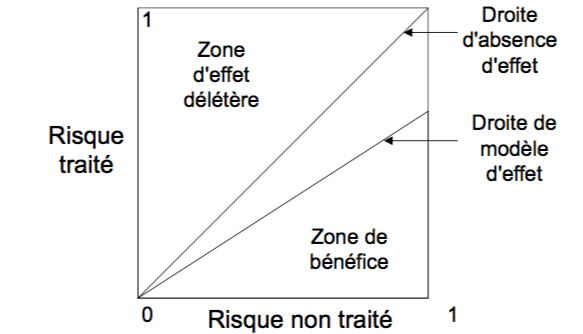 1
Zone
d'effet
délétère
Droite
d'absence
d'effet
Risque
traité
Droite de
modèle
d'effet
Zone de
bénéfice
0
Risque non traité
1